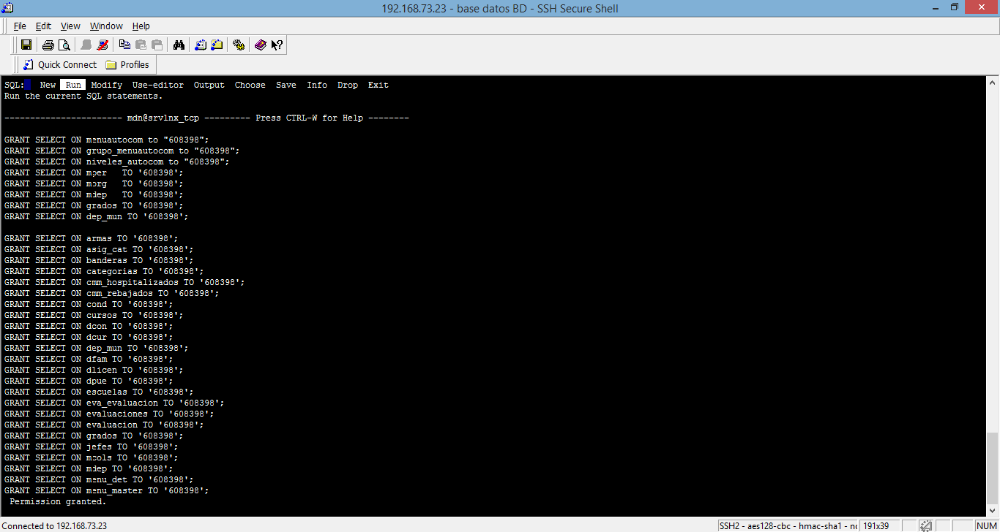 192.168.73.23 - base datos BD - SSH Secure Shell
File Edit View Window Help
Quick Connect Profiles
SQL: New Run Modify Use-editor Output Choose Save Info Drop Exit
Run the current SQL statements.
----------------------- mdn@srvlnx_tcp --------- Press CTRL-W for Help --------
GRANT SELECT ON menuautocom to "608398";
GRANT SELECT ON grupo_menuautocom to "608398";
GRANT SELECT ON niveles_autocom to "608398";
GRANT SELECT ON mper TO '608398';
GRANT SELECT ON morg TO '608398';
GRANT SELECT ON mdep TO '608398';
GRANT SELECT ON grados TO '608398';
GRANT SELECT ON dep_mun TO '608398';
GRANT SELECT ON armas TO '608398';
GRANT SELECT ON asig_cat TO '608398';
GRANT SELECT ON banderas TO '608398';
GRANT SELECT ON categorias TO '608398';
GRANT SELECT ON cmm_hospitalizados TO '608398';
GRANT SELECT ON cmm_rebajados TO '608398';
GRANT SELECT ON cond TO '608398';
GRANT SELECT ON cursos TO '608398';
GRANT SELECT ON dcon TO '608398';
GRANT SELECT ON dcur TO '608398';
GRANT SELECT ON dep_mun TO '608398';
GRANT SELECT ON dfam TO '608398';
GRANT SELECT ON dlicen TO '608398';
GRANT SELECT ON dpue TO '608398';
GRANT SELECT ON escuelas TO '608398';
GRANT SELECT ON eva_evaluacion TO '608398';
GRANT SELECT ON evaluaciones TO '608398';
GRANT SELECT ON evaluacion TO '608398';
GRANT SELECT ON grados TO '608398';
GRANT SELECT ON jefes TO '608398';
GRANT SELECT ON mcols TO '608398';
GRANT SELECT ON mdep TO '608398';
GRANT SELECT ON menu_det TO '608398';
GRANT SELECT ON menu_master TO '608398';
Permission granted.
Connected to 192.168.73.23 SSH2 - aes128-cbc - hmac-sha1 - 191x39 NUM